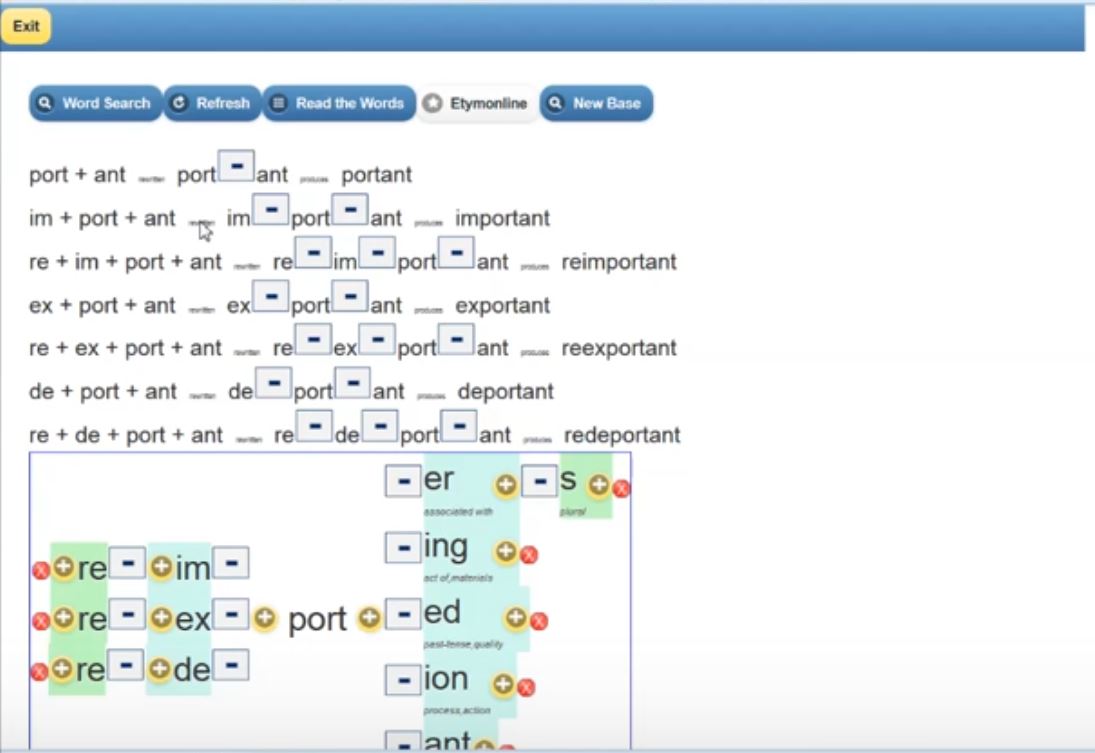 Exit
Word Search Refresh Read the Words Etymonline New Base
port + ant rewritten port - ant produces portant
im + port + ant rewritten im - port - ant produces important
re + im + port + ant rewritten re - im - port - ant produces reimportant
ex + port + ant rewritten ex - port - ant produces exportant
re + ex + port + ant rewritten re - ex - port - ant produces reexportant
de + port + ant rewritten de - port - ant produces deportant
re + de + port + ant rewritten re - de - port - ant produces redeportant
- er + - s + x
associated with plural
- ing + x
act of,materials
x + re - + im -
x + re - + ex - + port + - ed + x
past-tense,quality
x + re - + de -
- ion + x
process,action
- ant + x